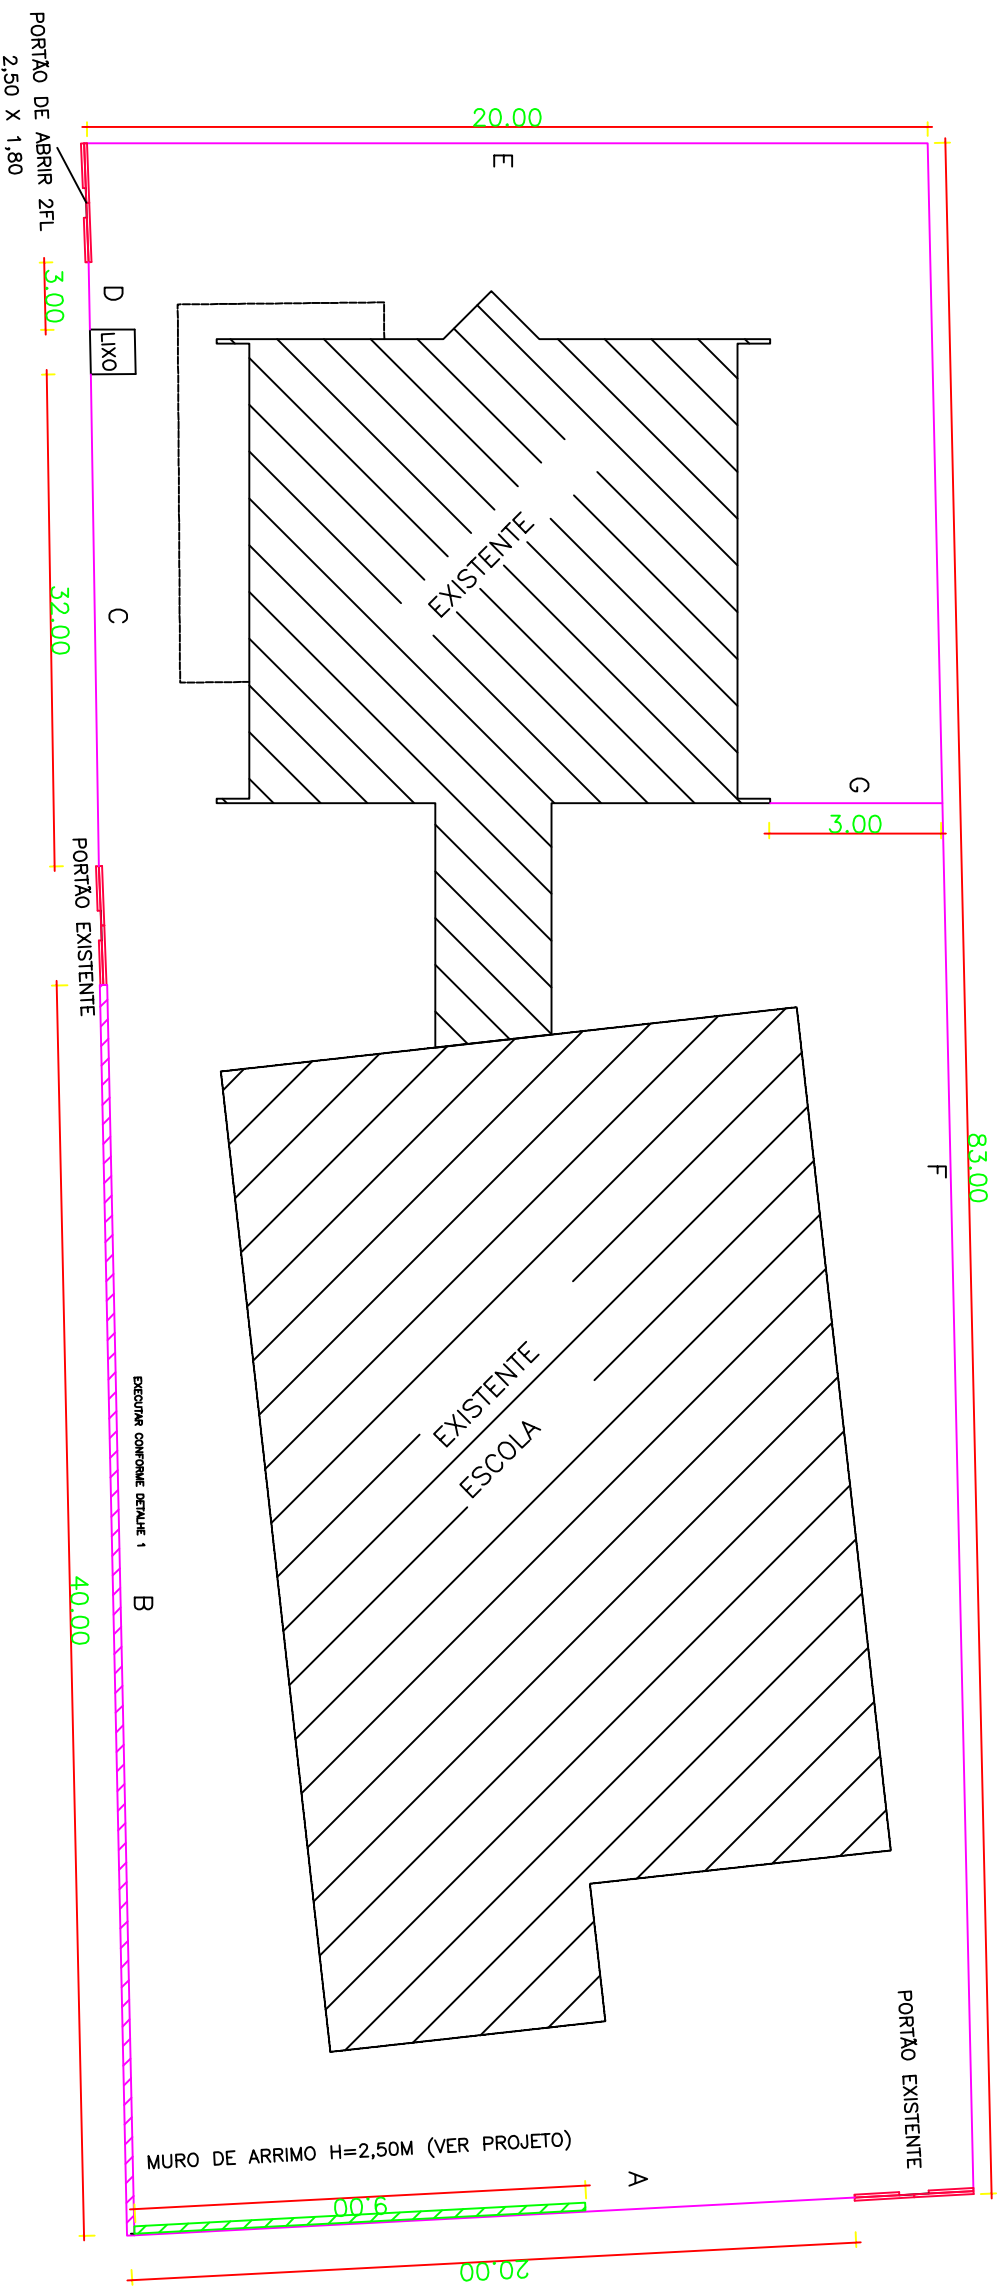 PORTÃO DE ABRIR 2FL
2,50 X 1,80
20.00
E
3.00
D
LIXO
32.00
C
EXISTENTE
G
3.00
PORTÃO EXISTENTE
83.00
F
EXISTENTE
ESCOLA
EXECUTAR CONFORME DETALHE 1
B
40.00
PORTÃO EXISTENTE
MURO DE ARRIMO H=2,50M (VER PROJETO)
A
9.00
20.00